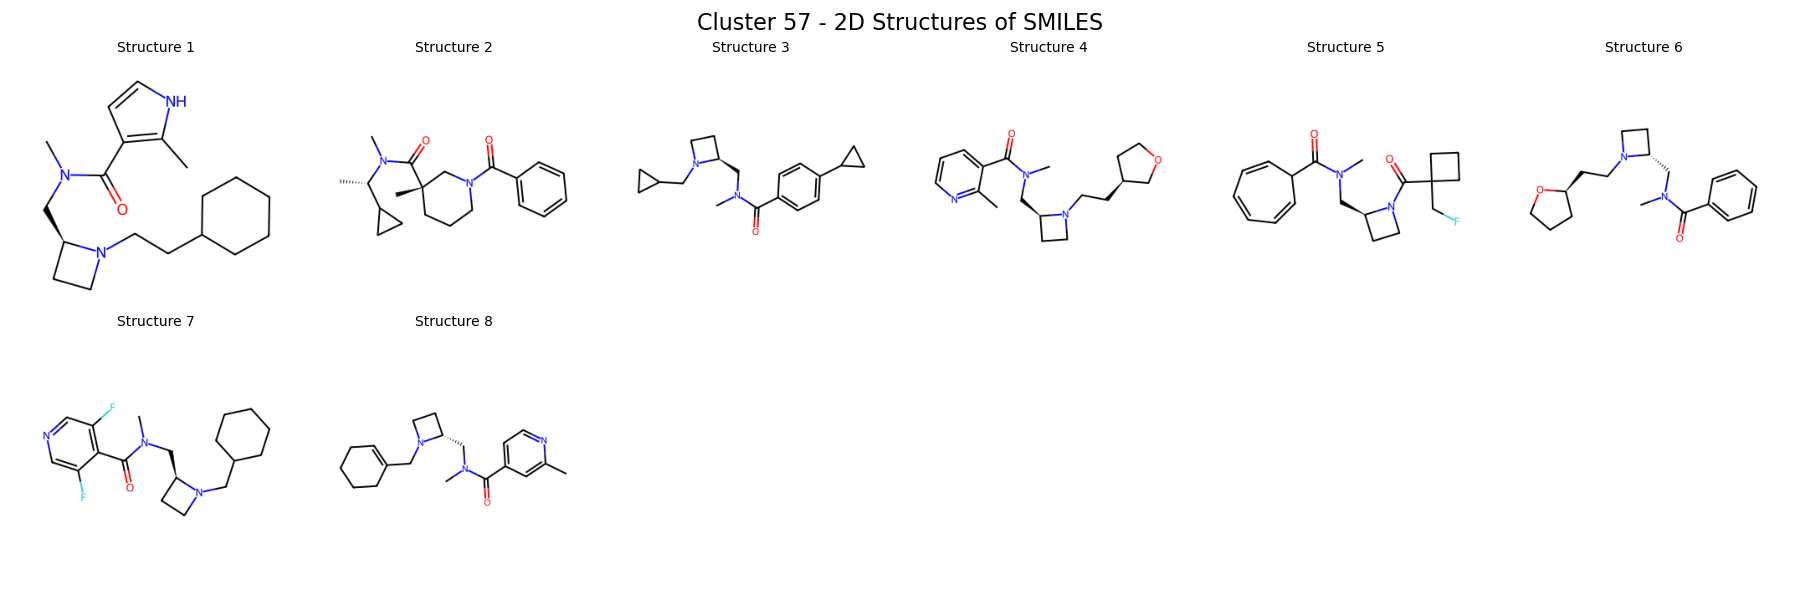 Cluster 57 - 2D Structures of SMILES
Structure 1
Structure 2
Structure 3
Structure 4
Structure 5
Structure 6
NH
N
O
N
N
O
O
N
N
N
O
O
N
N
N
O
O
N
O
N
F
N
O
N
O
Structure 7
Structure 8
F
N
N
O
F
N
N
N
N
O